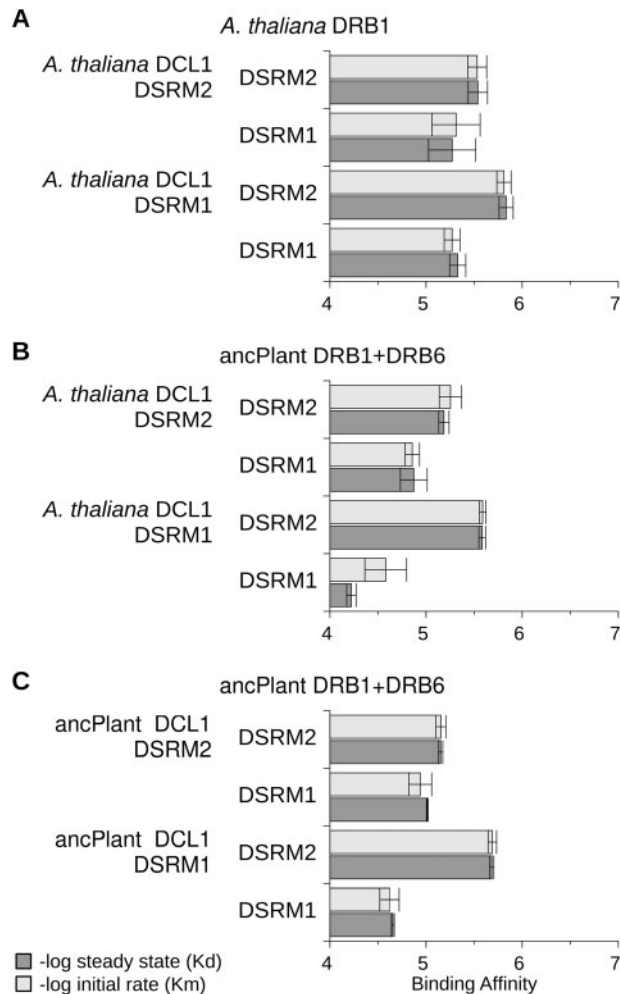 A
A. thaliana DRB1
A. thaliana DCL1
DSRM2
DSRM2
DSRM1
A. thaliana DCL1
DSRM1
DSRM2
DSRM1
4 5 6 7
B
ancPlant DRB1+DRB6
A. thaliana DCL1
DSRM2
DSRM2
DSRM1
A. thaliana DCL1
DSRM1
DSRM2
DSRM1
4 5 6 7
C
ancPlant DRB1+DRB6
ancPlant DCL1
DSRM2
DSRM2
DSRM1
ancPlant DCL1
DSRM1
DSRM2
DSRM1
4 5 6 7
-log steady state (Kd)
-log initial rate (Km)
Binding Affinity